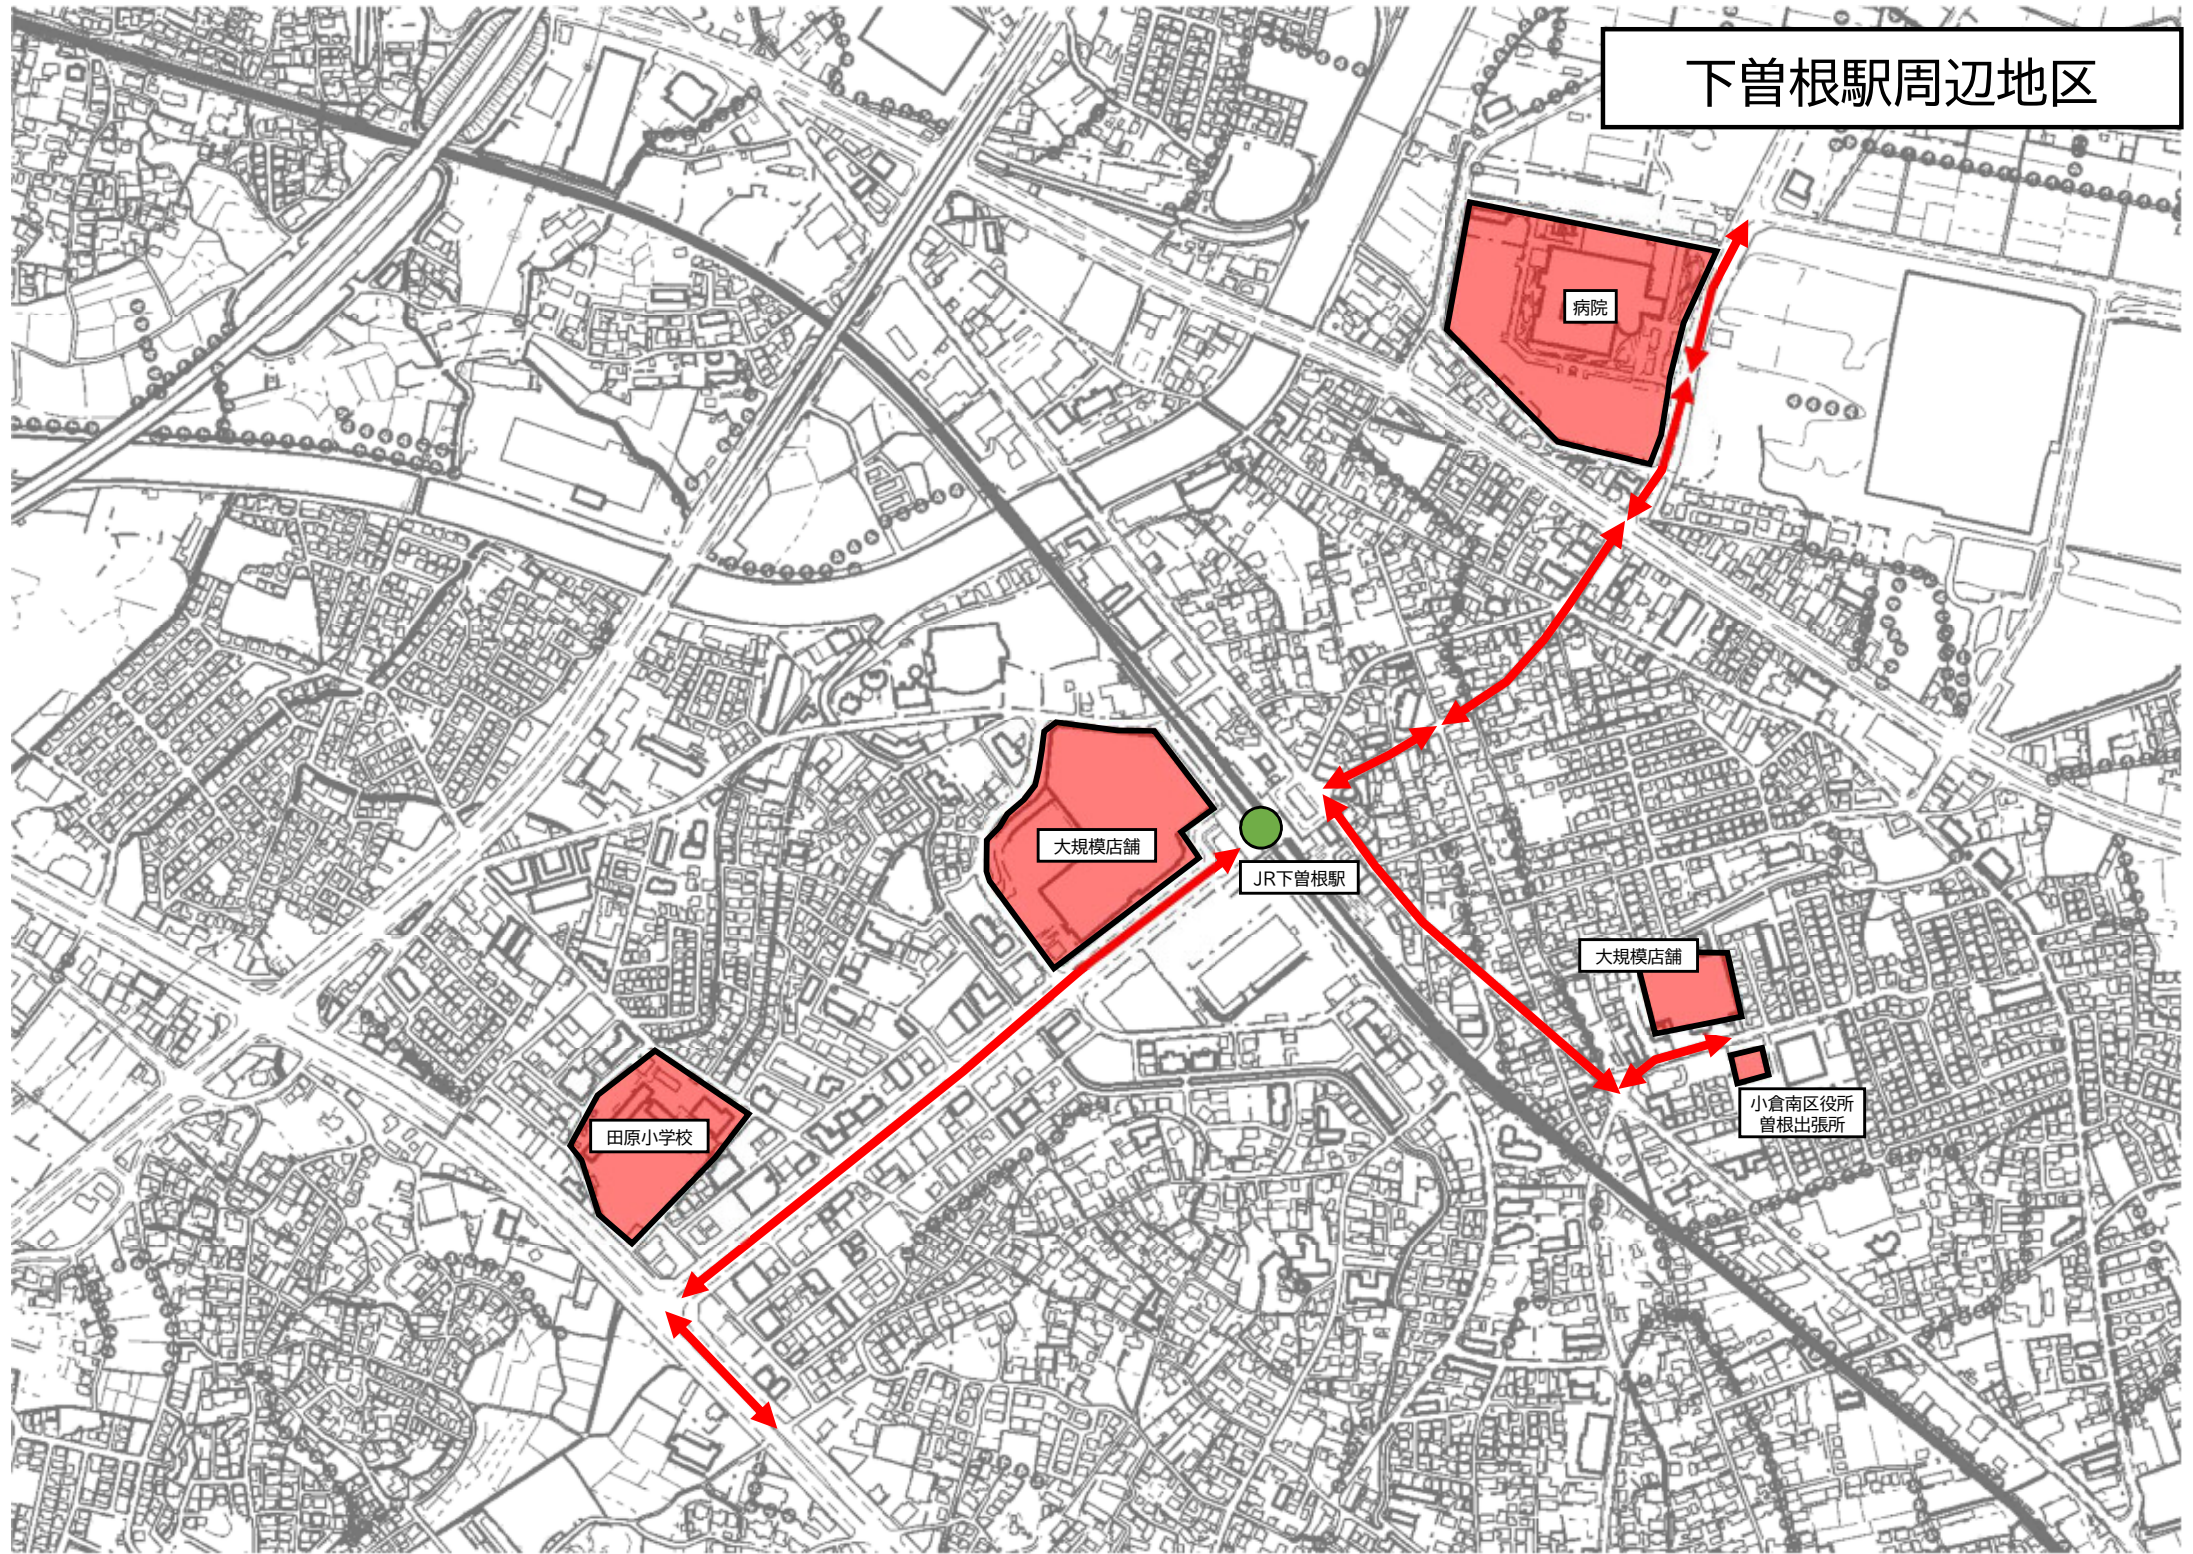 下曽根駅周辺地区
病院
大規模店舗
JR下曽根駅
大規模店舗
小倉南区役所
曽根出張所
田原小学校